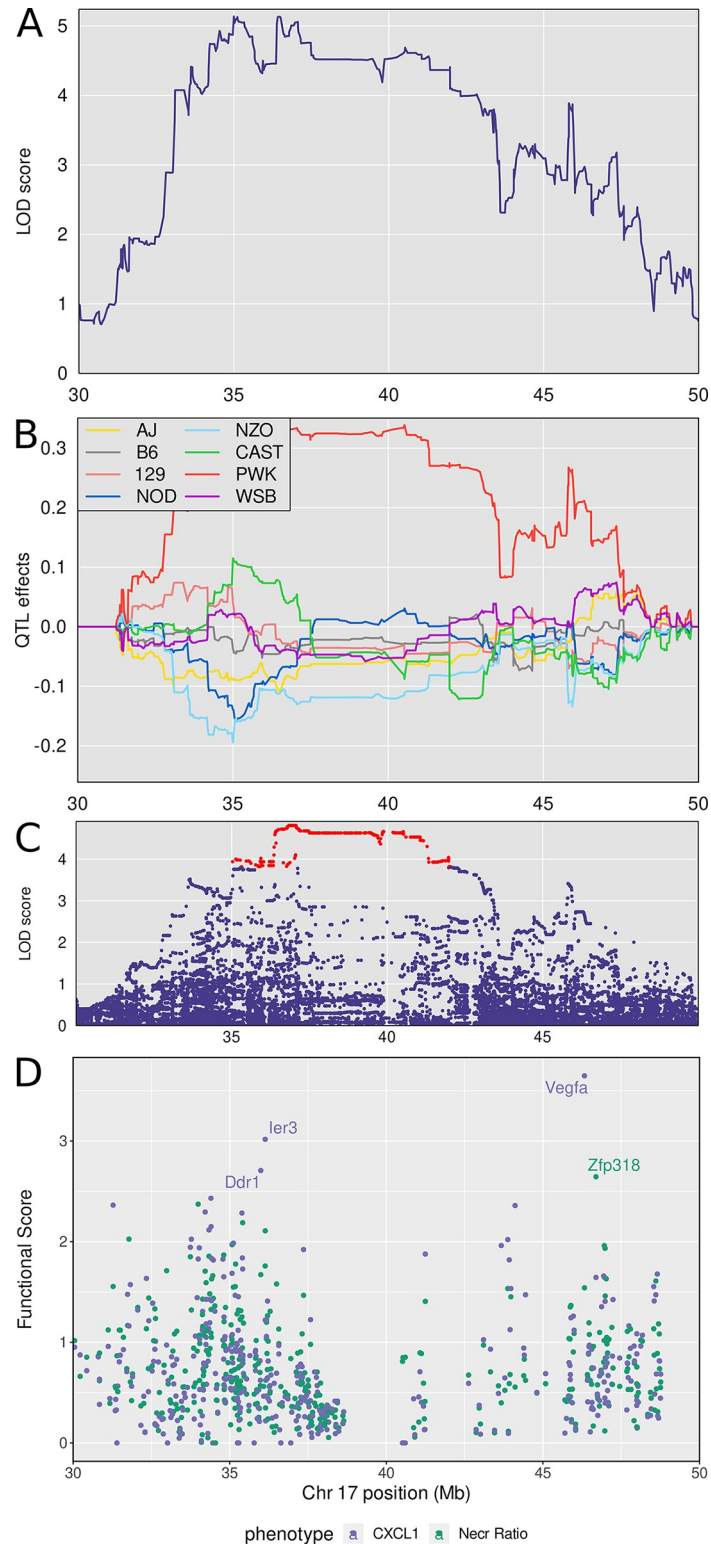 A
5
4
3
2
1
0
LOD score
30 35 40 45 50
B
AJ NZO
B6 CAST
129 PWK
NOD WSB
0.3
0.2
0.1
0.0
-0.1
-0.2
QTL effects
30 35 40 45 50
C
4
3
2
1
0
LOD score
35 40 45
D
Vegfa
Ier3
Zfp318
Ddr1
3
2
1
0
Functional Score
30 35 40 45 50
Chr 17 position (Mb)
phenotype a CXCL1 a Necr Ratio